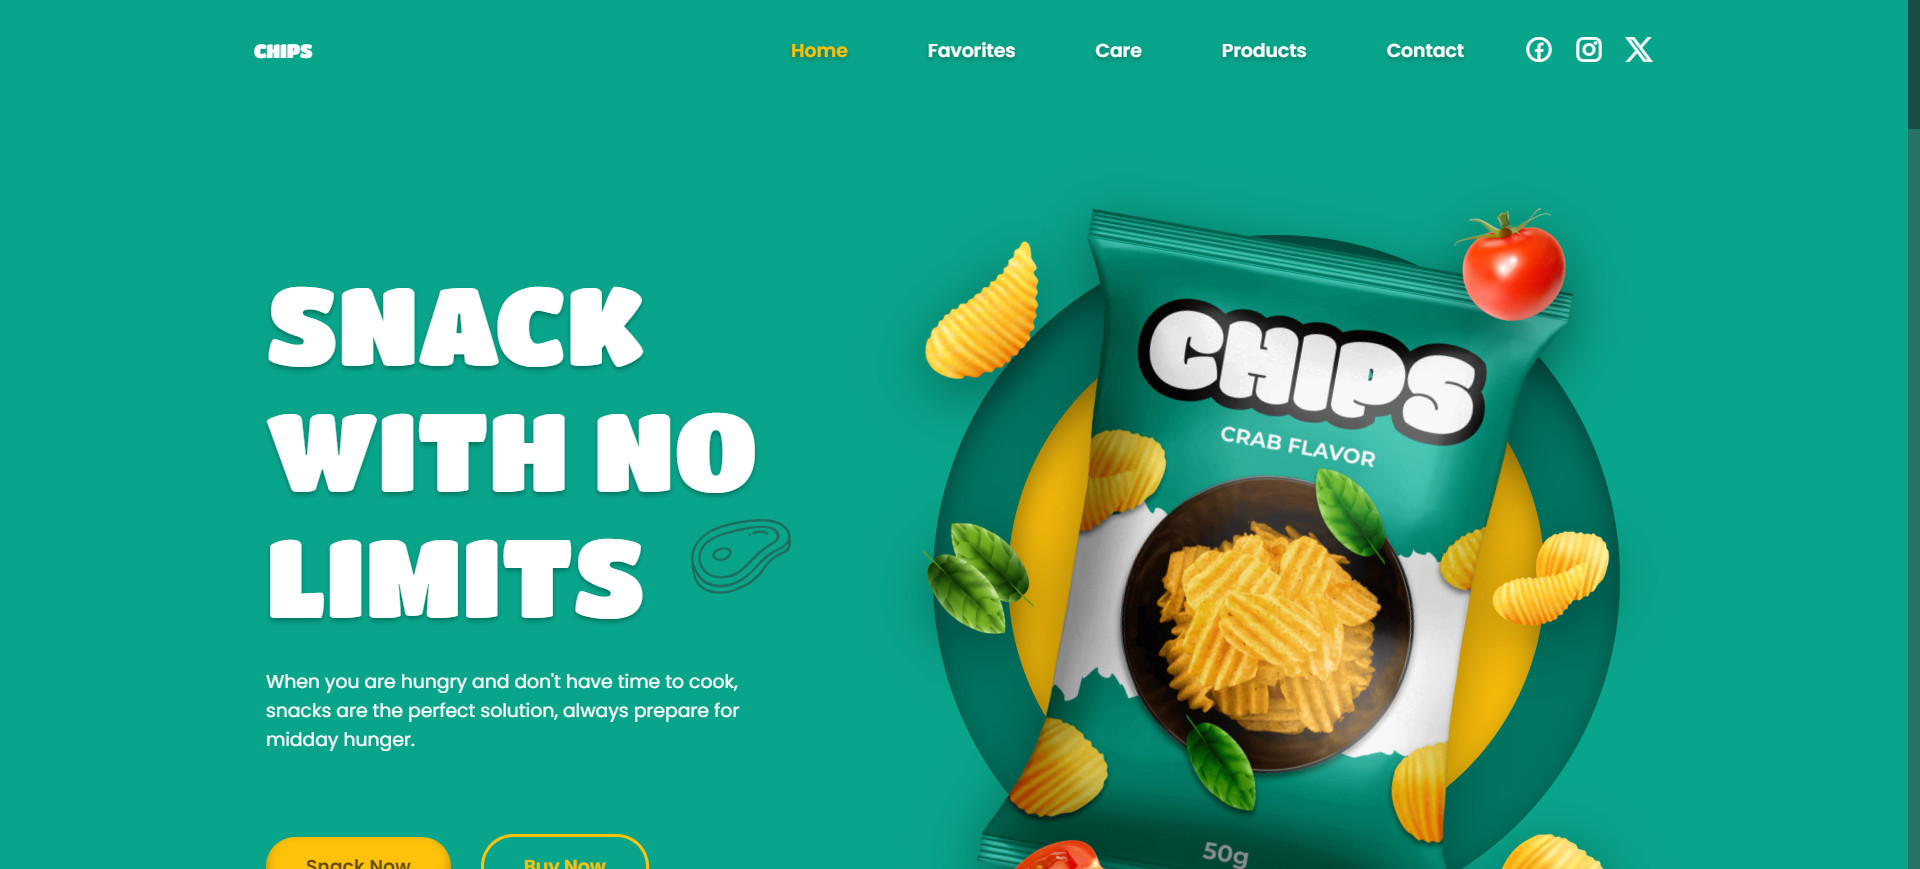 CHIPS
Home Favorites Care Products Contact
SNACK
WITH NO
LIMITS
When you are hungry and don't have time to cook,
snacks are the perfect solution, always prepare for
midday hunger.
Snack Now Buy Now
CHIPS
CRAB FLAVOR
50g